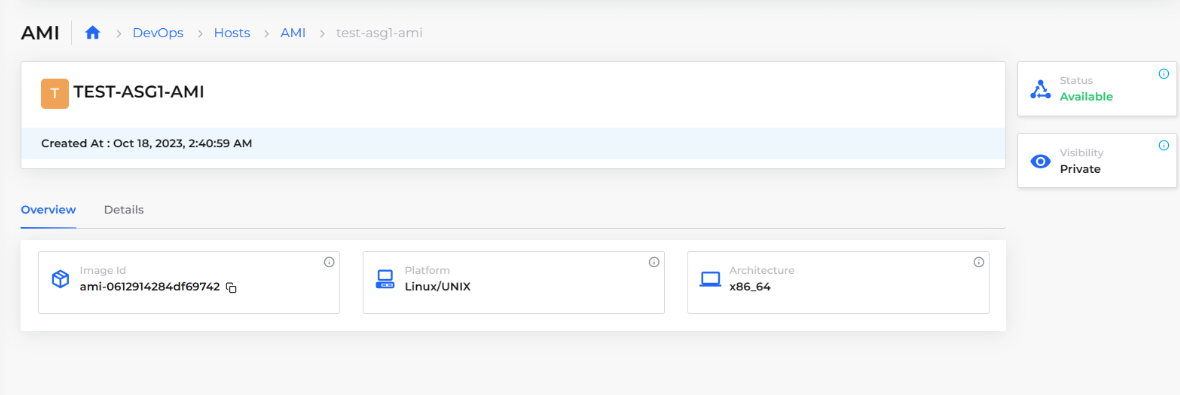 AMI
> DevOps > Hosts > AMI > test-asg1-ami
T TEST-ASG1-AMI
Created At : Oct 18, 2023, 2:40:59 AM
Status
Available
Visibility
Private
Overview Details
Image Id
ami-0612914284df69742
Platform
Linux/UNIX
Architecture
x86_64